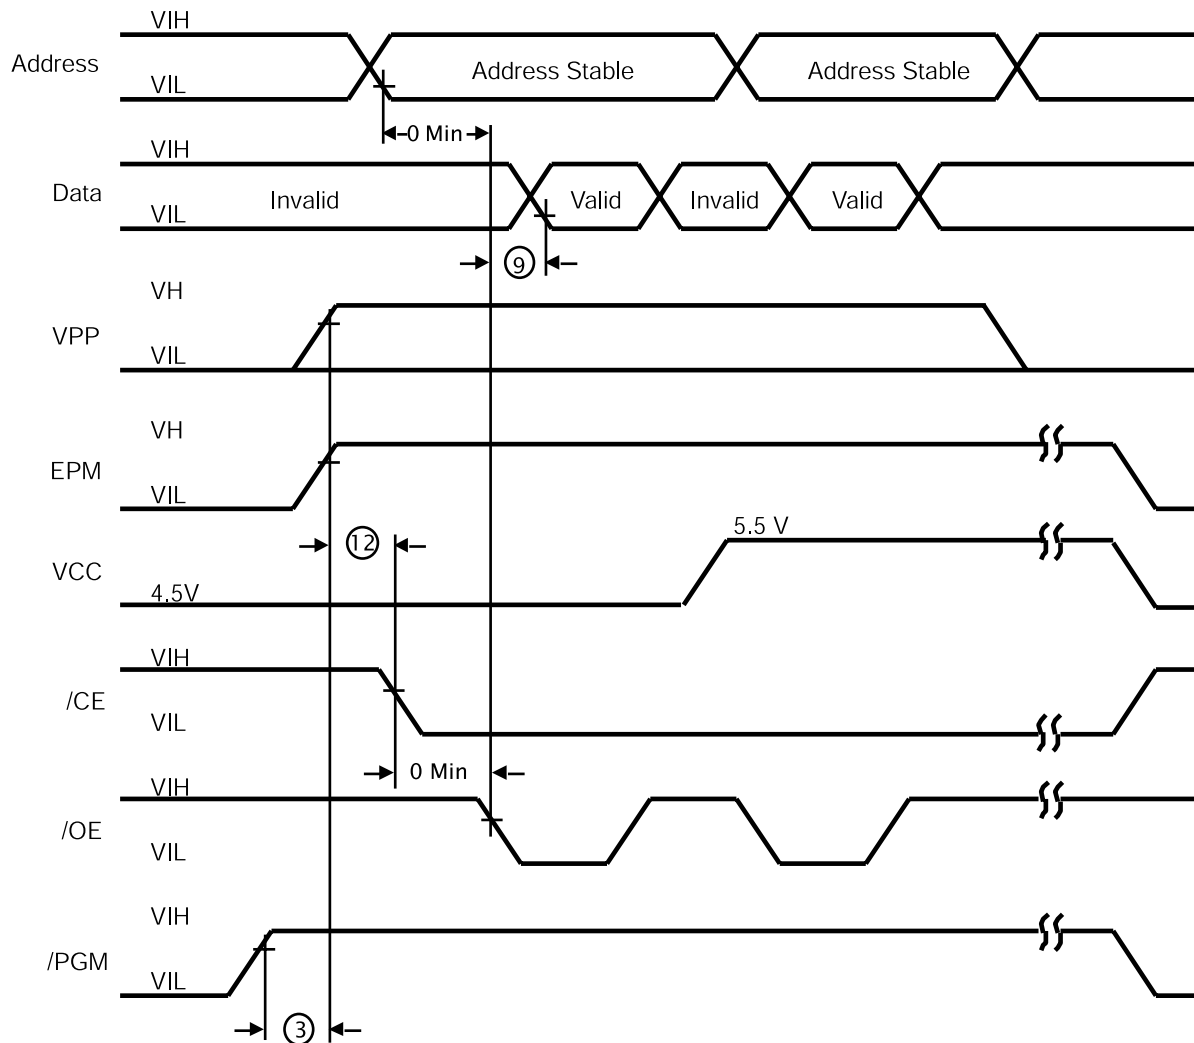 VIH
Address
VIL
Address Stable
Address Stable
0 Min
VIH
Data
VIL
Invalid
Valid
Invalid
Valid
9
VH
VPP
VIL
VH
EPM
VIL
12
5.5 V
VCC
4.5V
VIH
/CE
VIL
0 Min
VIH
/OE
VIL
VIH
/PGM
VIL
3